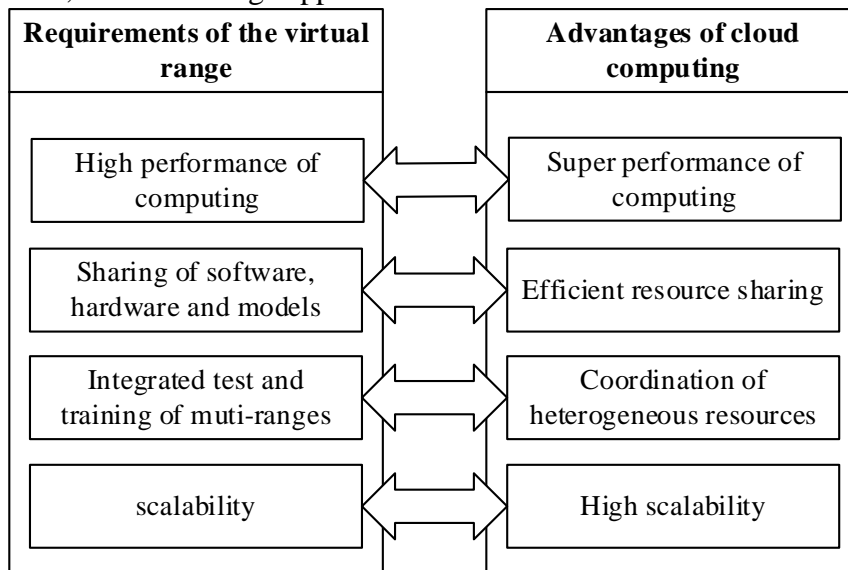 Requirements of the virtual
range
High performance of
computing
Sharing of software,
hardware and models
Integrated test and
training of muti-ranges
scalability
Advantages of cloud
computing
Super performance of
computing
Efficient resource sharing
Coordination of
heterogeneous resources
High scalability